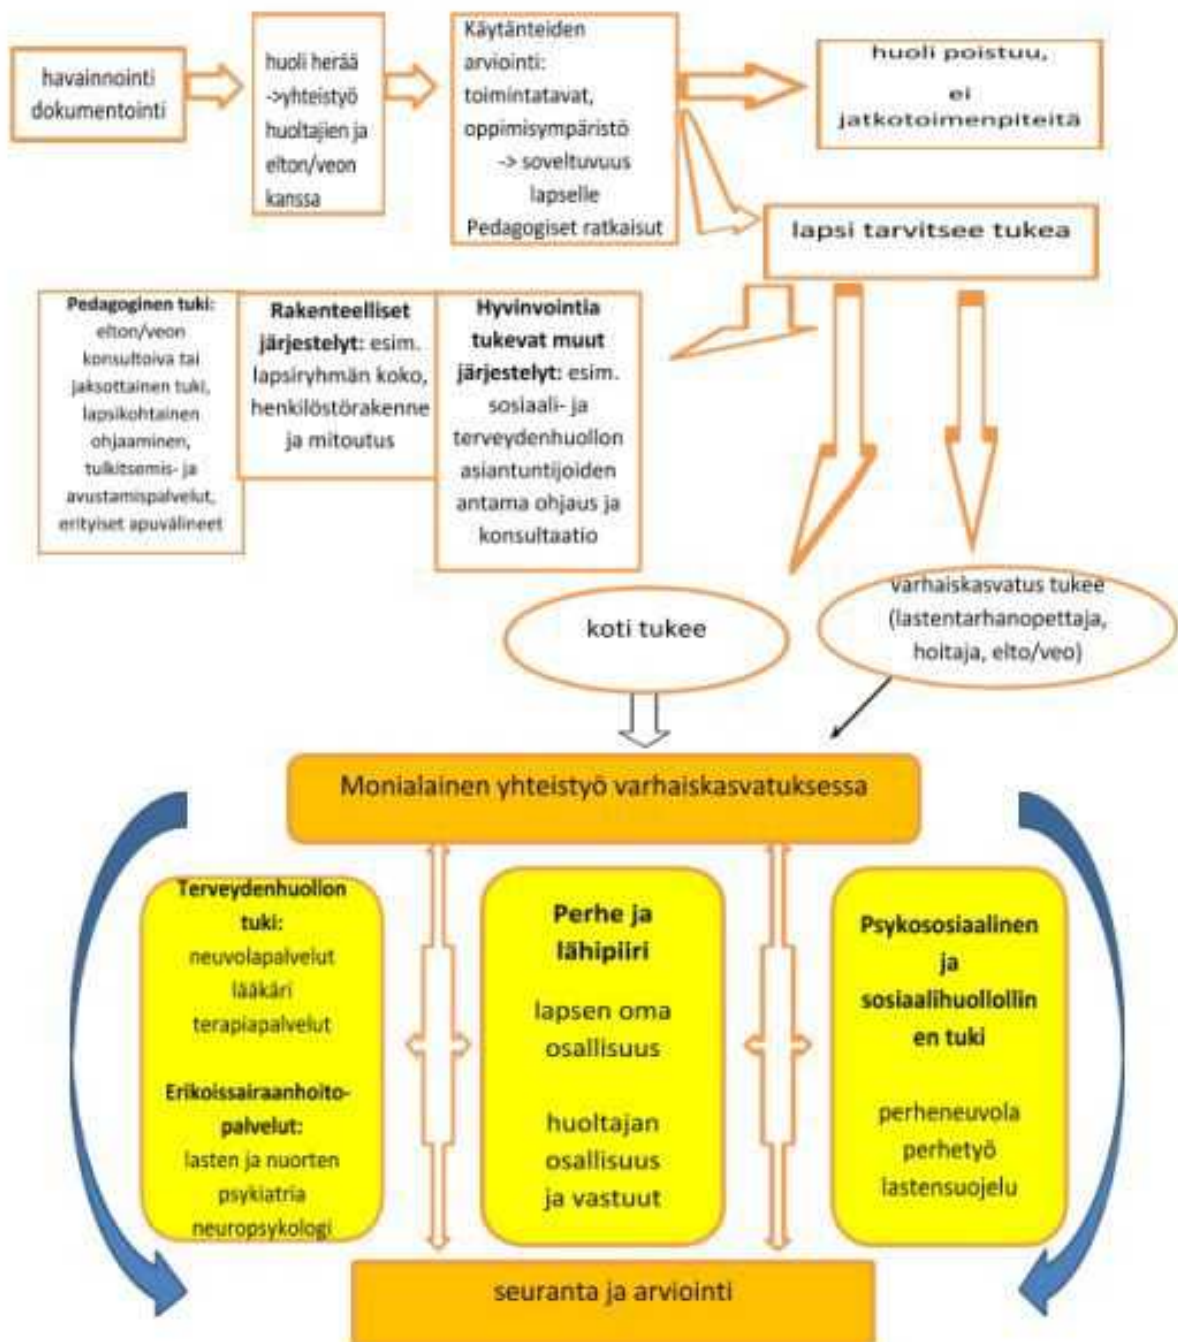 havainnointi
dokumentointi
huoli herää
->yhteistyö
huoltajien ja
elton/veon
kanssa
Käytänteiden
arviointi:
toimintatavat,
oppimisympäristö
-> soveltuvuus
lapselle
Pedagogiset ratkaisut
huoli poistuu,
ei
jatkotoimenpiteitä
lapsi tarvitsee tukea
Pedagoginen tuki:
elton/veon
konsultoiva tai
jaksottainen tuki,
lapsikohtainen
ohjaaminen,
tulkitsemis- ja
avustamispalvelut,
erityiset apuvälineet
Rakenteelliset
järjestelyt: esim.
lapsiryhmän koko,
henkilöstörakenne
ja mitoutus
Hyvinvointia
tukevat muut
järjestelyt: esim.
sosiaali- ja
terveydenhuollon
asiantuntijoiden
antama ohjaus ja
konsultaatio
koti tukee
varhaiskasvatus tukee
(lastentarhanopettaja,
hoitaja, elto/veo)
Monialainen yhteistyö varhaiskasvatuksessa
Terveydenhuollon
tuki:
neuvolapalvelut
lääkäri
terapiapalvelut
Erikoissairaanhoito-
palvelut:
lasten ja nuorten
psykiatria
neuropsykologi
Perhe ja
lähipiiri
lapsen oma
osallisuus
huoltajan
osallisuus
ja vastuut
Psykososiaalinen
ja
sosiaalihuollollin
en tuki
perheneuvola
perhetyö
lastensuojelu
seuranta ja arviointi